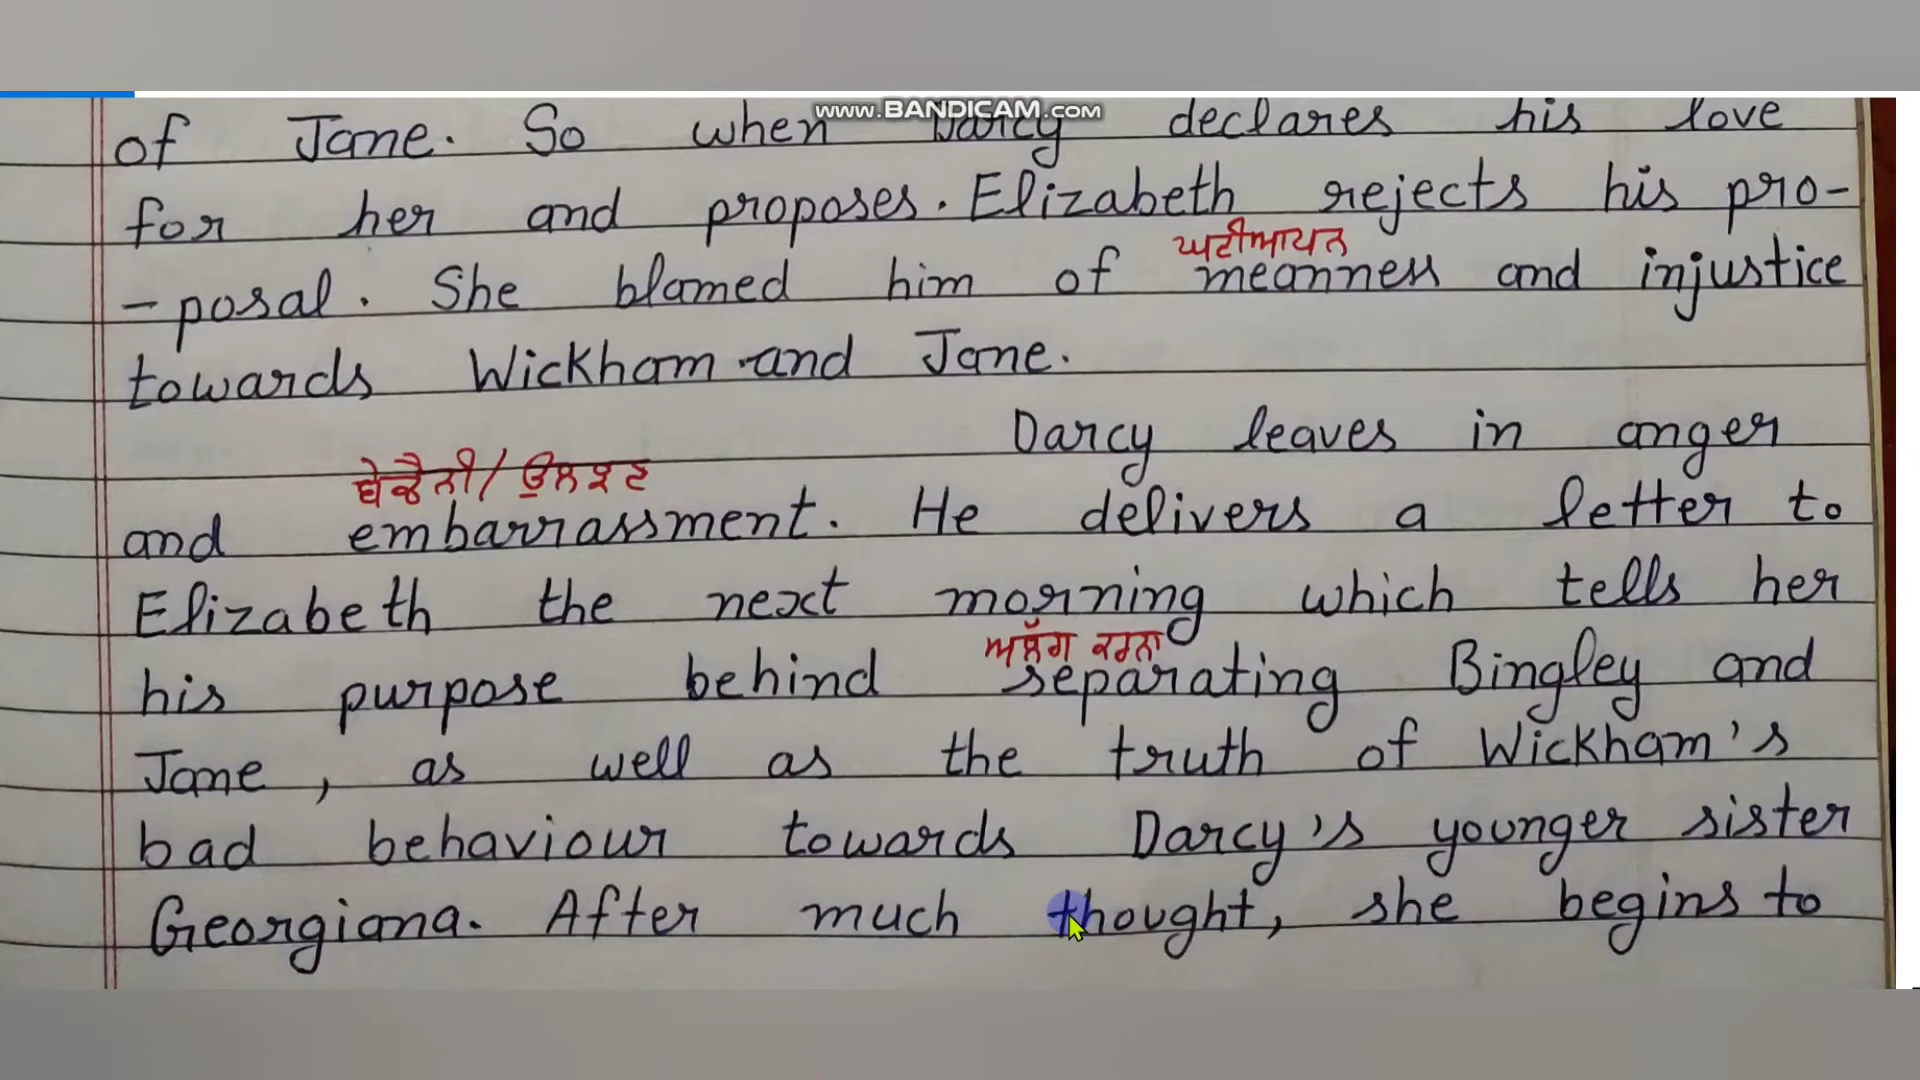 www.BANDICAM.com
of Jane. So when Darcy declares his love
for her and proposes. Elizabeth rejects his pro-
ਘਟੀਆਪਨ
-posal. She blamed him of meanness and injustice
towards Wickham and Jane.
Darcy leaves in anger
ਬੇਚੈਨੀ/
and embarrassment. He delivers a letter to
Elizabeth the next morning which tells her
ਅਲੱਗ ਕਰਨਾ
his purpose behind separating Bingley and
Jane, as well as the truth of Wickham's
bad behaviour towards Darcy's younger sister
Georgiana. After much thought, she begins to